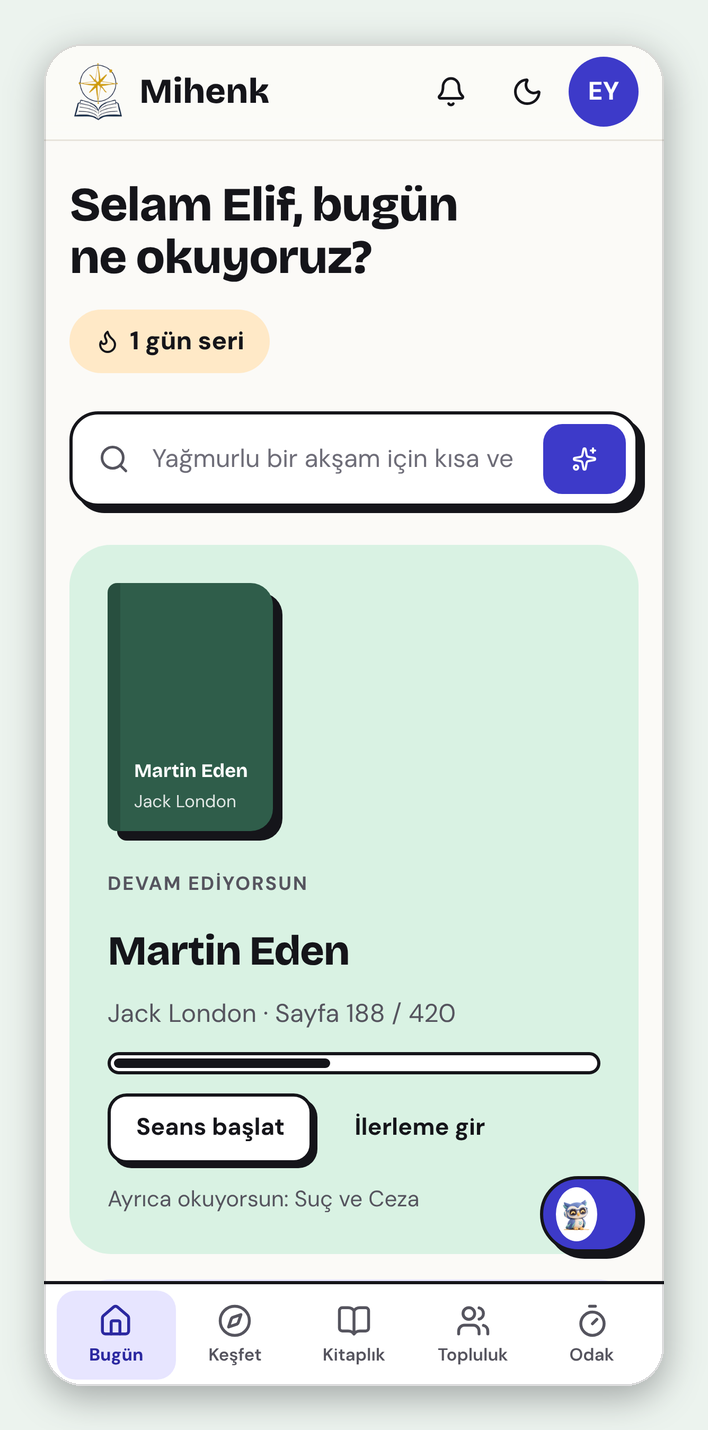 Mihenk
EY
Selam Elif, bugün
ne okuyoruz?
1 gün seri
Yağmurlu bir akşam için kısa ve
Martin Eden
Jack London
DEVAM EDİYORSUN
Martin Eden
Jack London · Sayfa 188 / 420
Seans başlat
İlerleme gir
Ayrıca okuyorsun: Suç ve Ceza
Bugün
Keşfet
Kitaplık
Topluluk
Odak